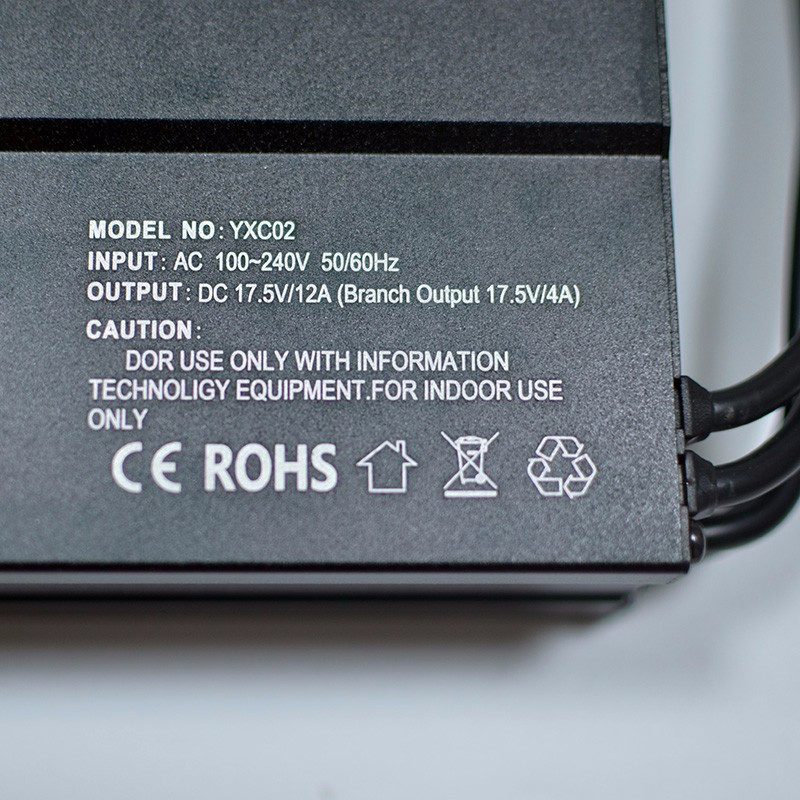 MODEL NO: YXC02
INPUT: AC 100~240V 50/60Hz
OUTPUT: DC 17.5V/12A (Branch Output 17.5V/4A)
CAUTION:
DOR USE ONLY WITH INFORMATION
TECHNOLIGY EQUIPMENT.FOR INDOOR USE
ONLY
CE ROHS